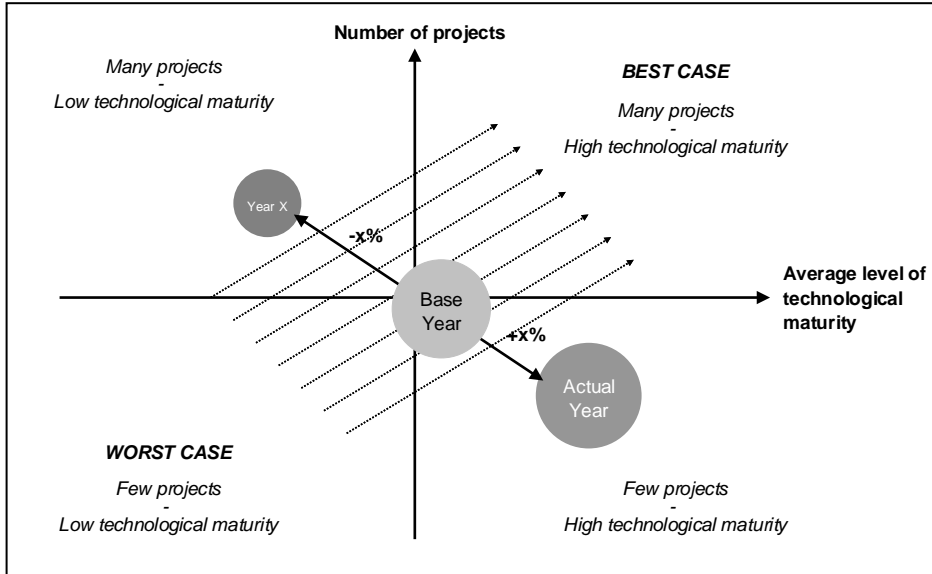 Number of projects
Many projects
-
Low technological maturity
BEST CASE
Many projects
-
High technological maturity
Year X
-x%
Average level of
technological
maturity
Base
Year
+x%
Actual
Year
WORST CASE
Few projects
-
Low technological maturity
Few projects
-
High technological maturity